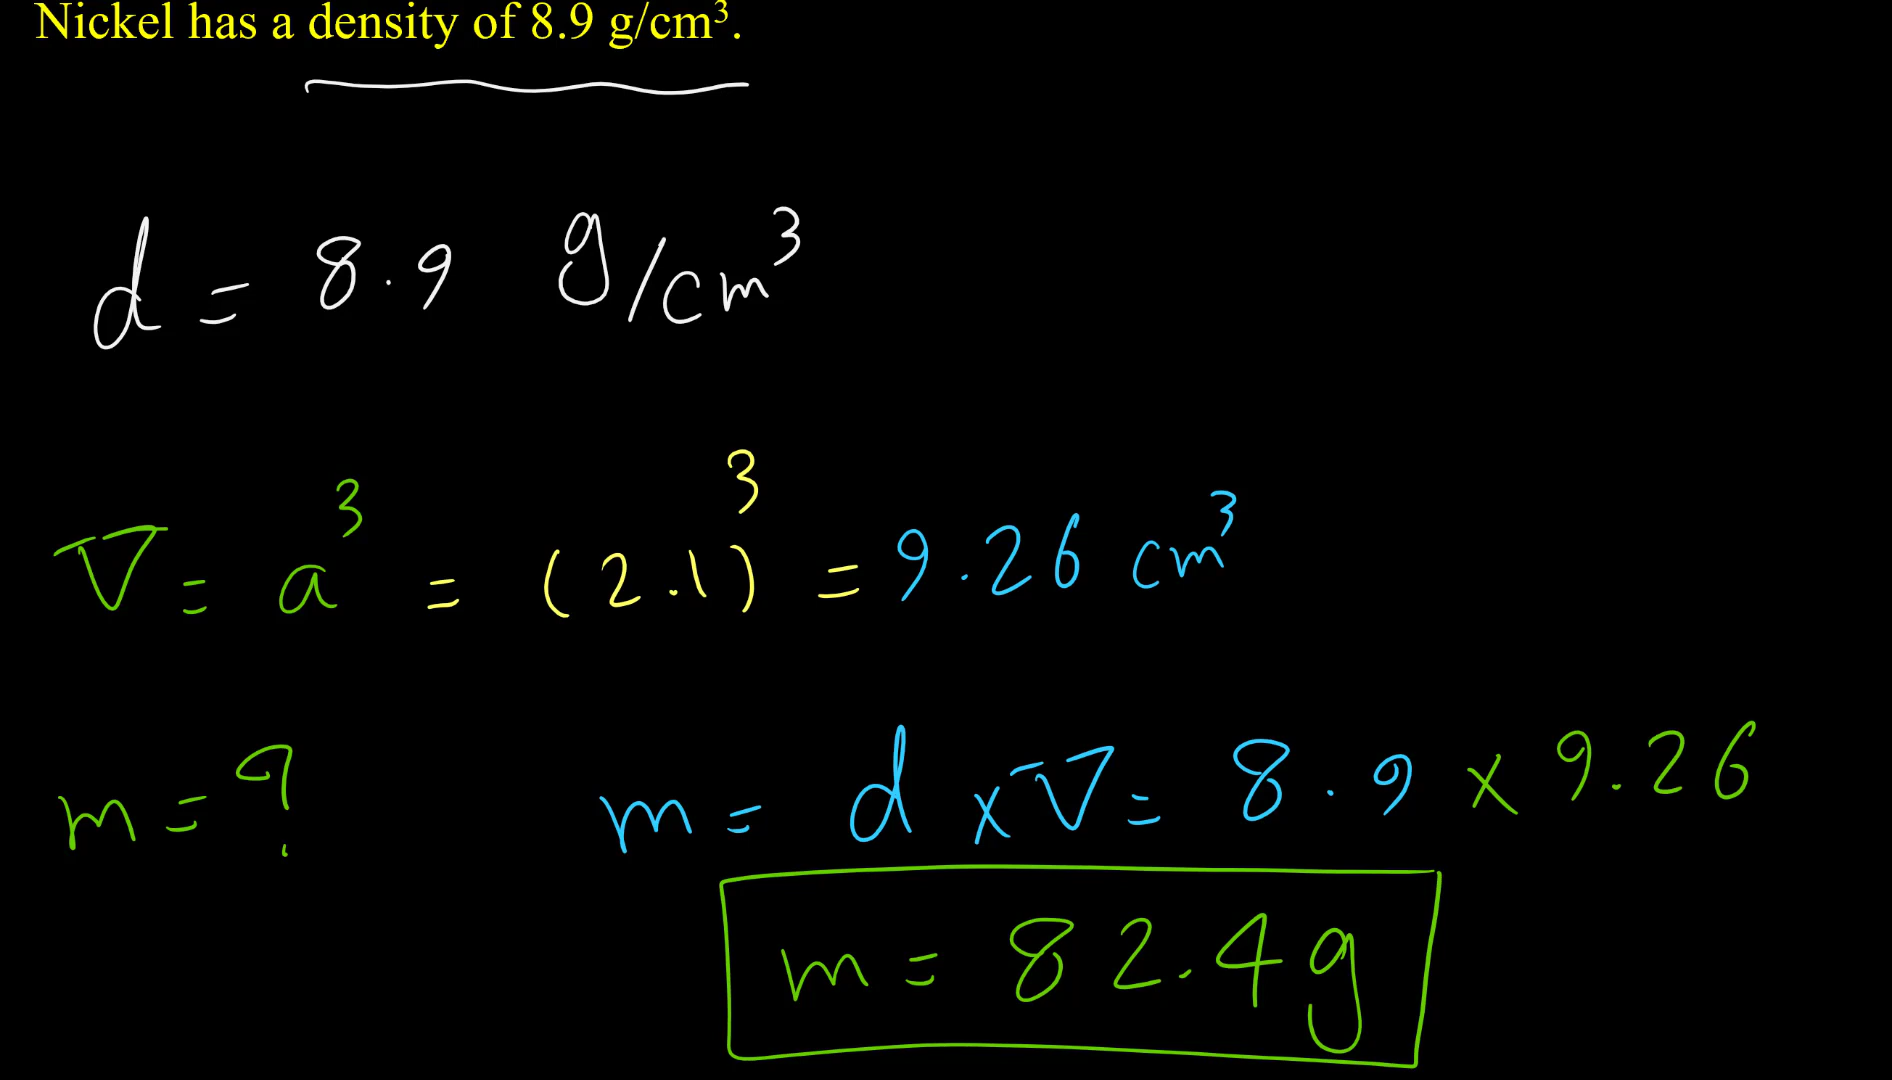 Nickel has a density of 8.9 g/cm³.
d = 8.9 g/cm³
V = a³ = (2.1)³ = 9.26 cm³
m = ? m = d x V = 8.9 x 9.26
m = 82.4g